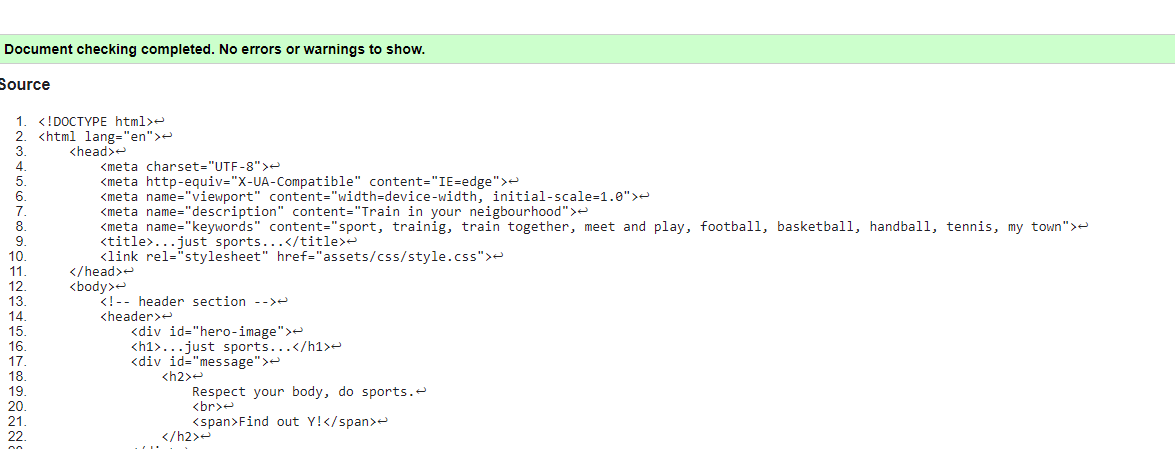 Document checking completed. No errors or warnings to show.
Source
1. <!DOCTYPE html>↩
2. <html lang="en">↩
3. <head>↩
4. <meta charset="UTF-8">↩
5. <meta http-equiv="X-UA-Compatible" content="IE=edge">↩
6. <meta name="viewport" content="width=device-width, initial-scale=1.0">↩
7. <meta name="description" content="Train in your neigbourhood">↩
8. <meta name="keywords" content="sport, trainig, train together, meet and play, football, basketball, handball, tennis, my town">↩
9. <title>...just sports...</title>↩
10. <link rel="stylesheet" href="assets/css/style.css">↩
11. </head>↩
12. <body>↩
13. <!-- header section -->↩
14. <header>↩
15. <div id="hero-image">↩
16. <h1>...just sports...</h1>↩
17. <div id="message">↩
18. <h2>↩
19. Respect your body, do sports.↩
20. <br>↩
21. <span>Find out Y!</span>↩
22. </h2>↩